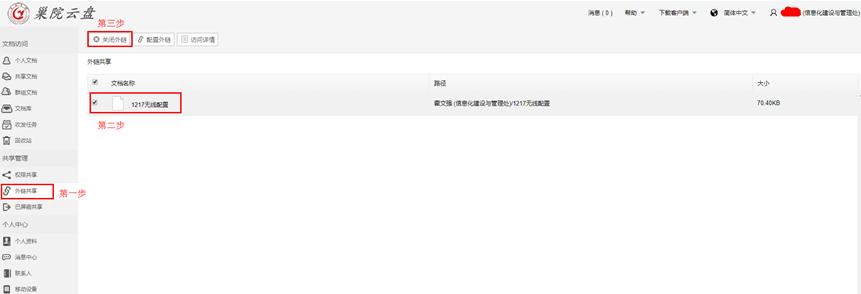 巢院云盘
消息 ( 0 ) 帮助 下载客户端 简体中文 (信息化建设与管理处)
第三步
文档访问
关闭外链 配置外链 访问详情
个人文档
外链共享
共享文档
文档名称 路径 大小
群组文档
1217无线配置 霍文强 (信息化建设与管理处)/1217无线配置 70.40KB
文档库
第二步
收发任务
回收站
共享管理
权限共享
外链共享 第一步
已屏蔽共享
个人中心
个人资料
消息中心
联系人
移动设备